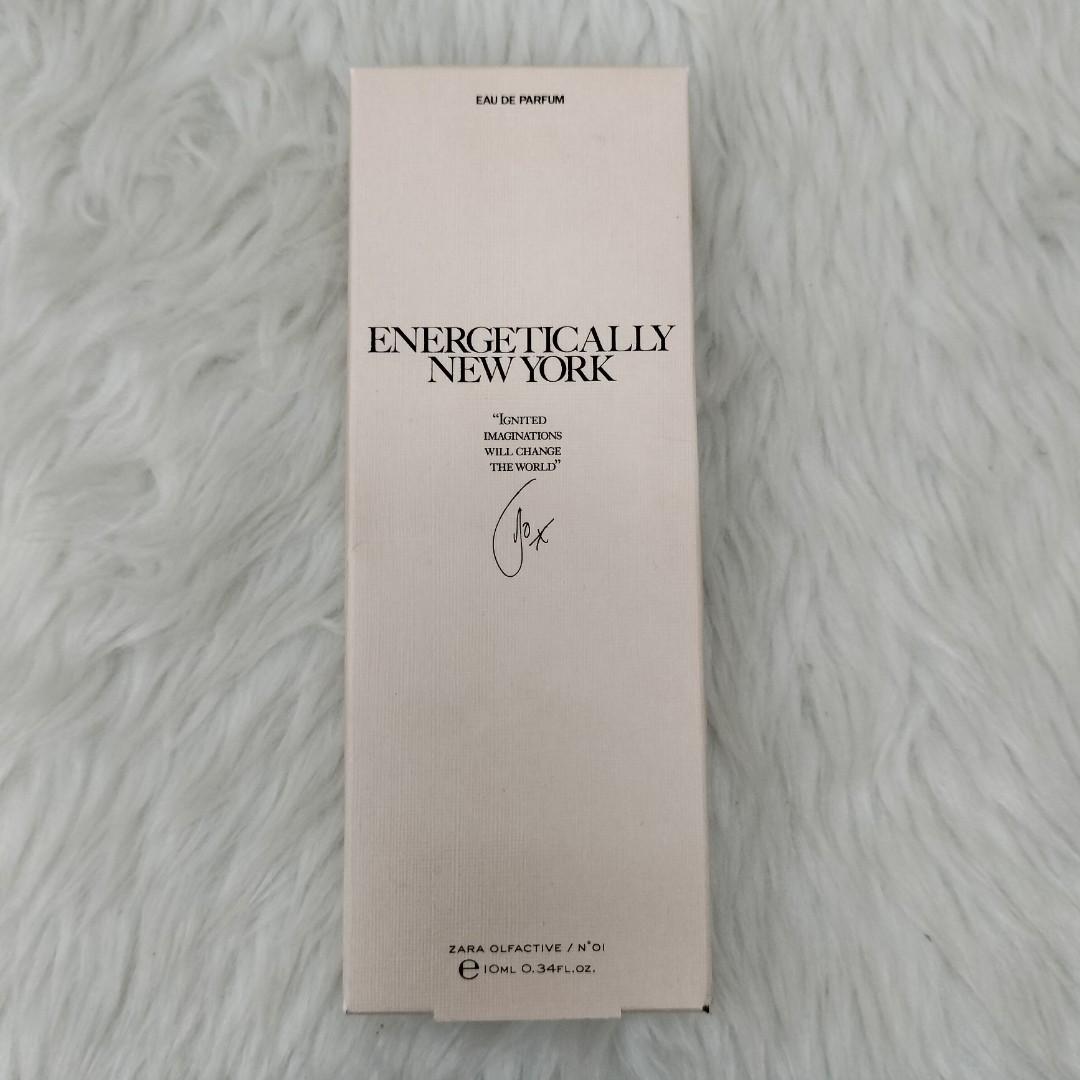 EAU DE PARFUM
ENERGETICALLY
NEW YORK
“IGNITED
IMAGINATIONS
WILL CHANGE
THE WORLD”
Jo x
ZARA OLFACTIVE / N°01
e 10ML 0.34FL.OZ.